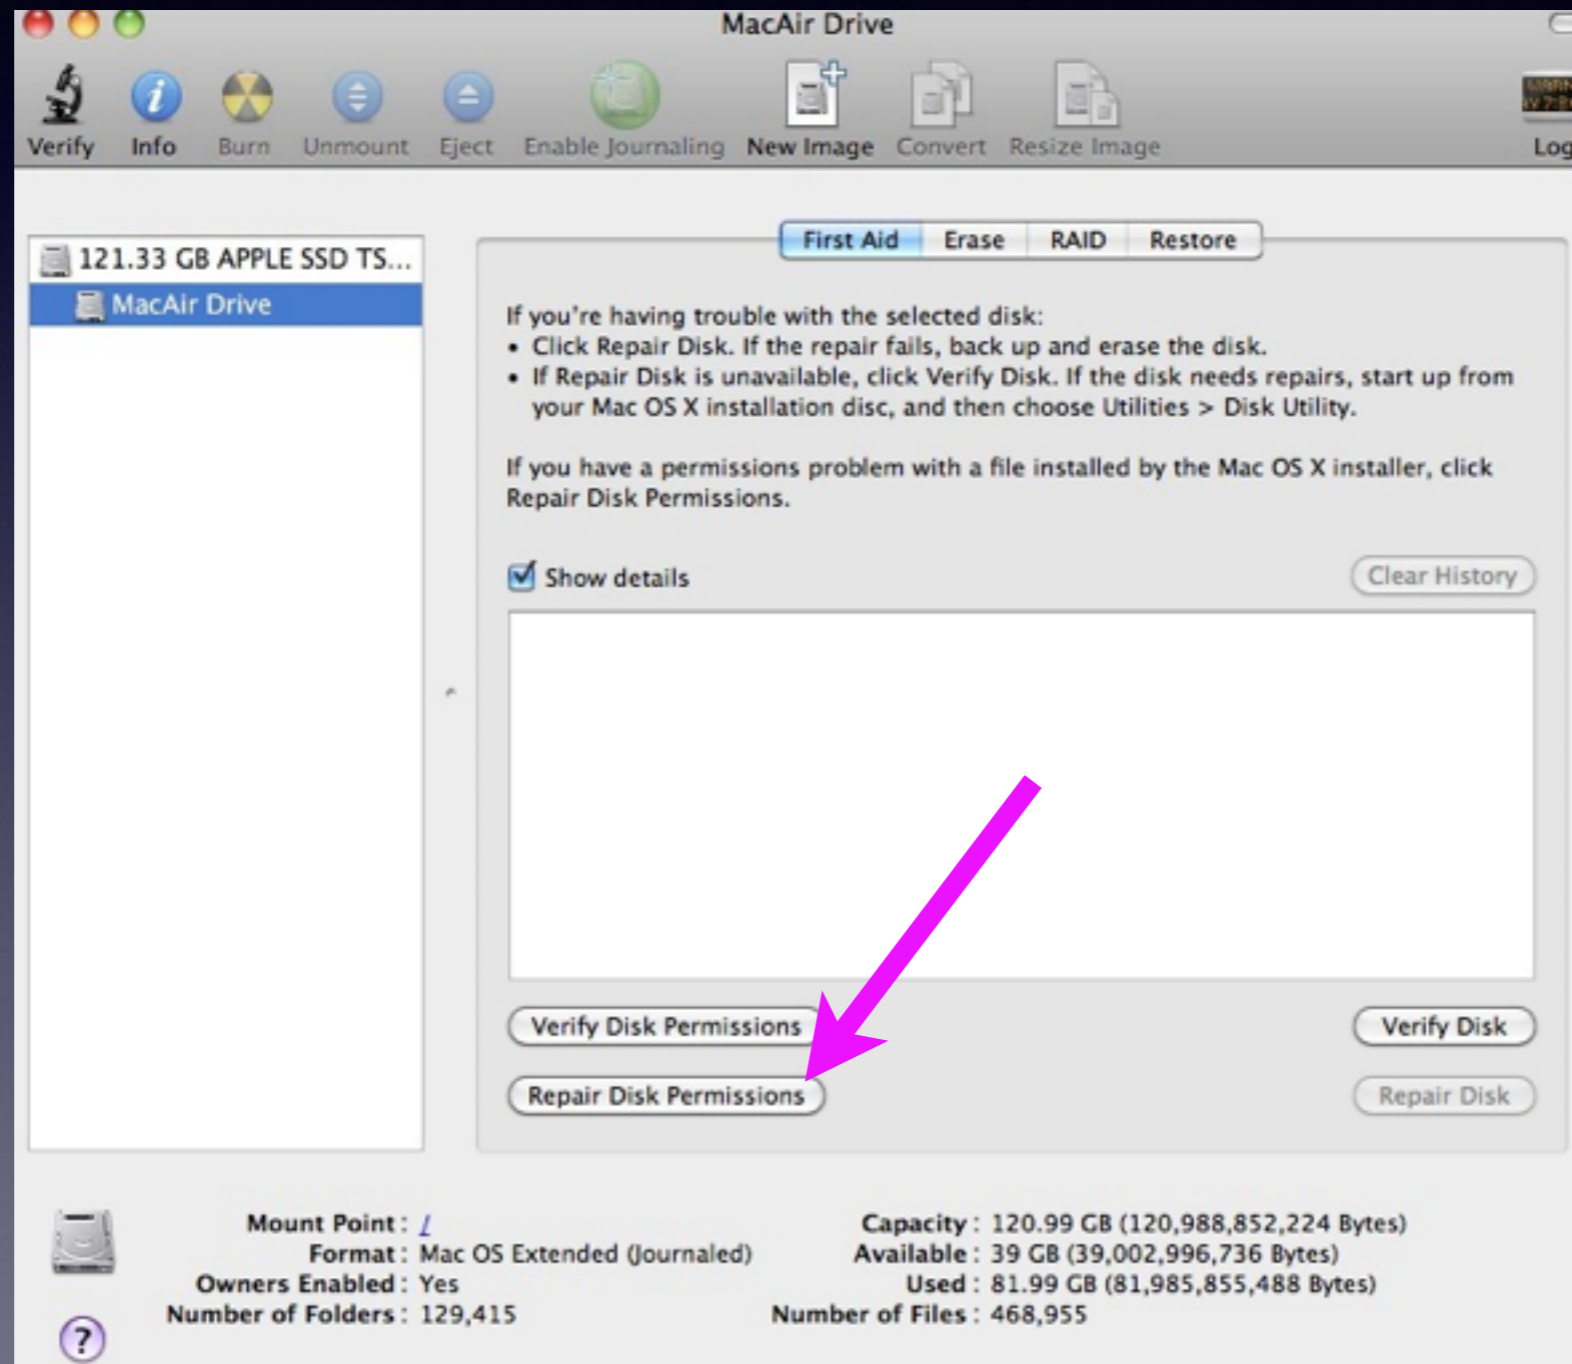 MacAir Drive
Verify Info Burn Unmount Eject Enable Journaling New Image Convert Resize Image Log
121.33 GB APPLE SSD TS...
MacAir Drive
First Aid Erase RAID Restore
If you're having trouble with the selected disk:
• Click Repair Disk. If the repair fails, back up and erase the disk.
• If Repair Disk is unavailable, click Verify Disk. If the disk needs repairs, start up from
your Mac OS X installation disc, and then choose Utilities > Disk Utility.
If you have a permissions problem with a file installed by the Mac OS X installer, click
Repair Disk Permissions.
Show details
Clear History
Verify Disk Permissions
Verify Disk
Repair Disk Permissions
Repair Disk
Mount Point : /
Format : Mac OS Extended (Journaled)
Owners Enabled : Yes
Number of Folders : 129,415
Capacity : 120.99 GB (120,988,852,224 Bytes)
Available : 39 GB (39,002,996,736 Bytes)
Used : 81.99 GB (81,985,855,488 Bytes)
Number of Files : 468,955
?